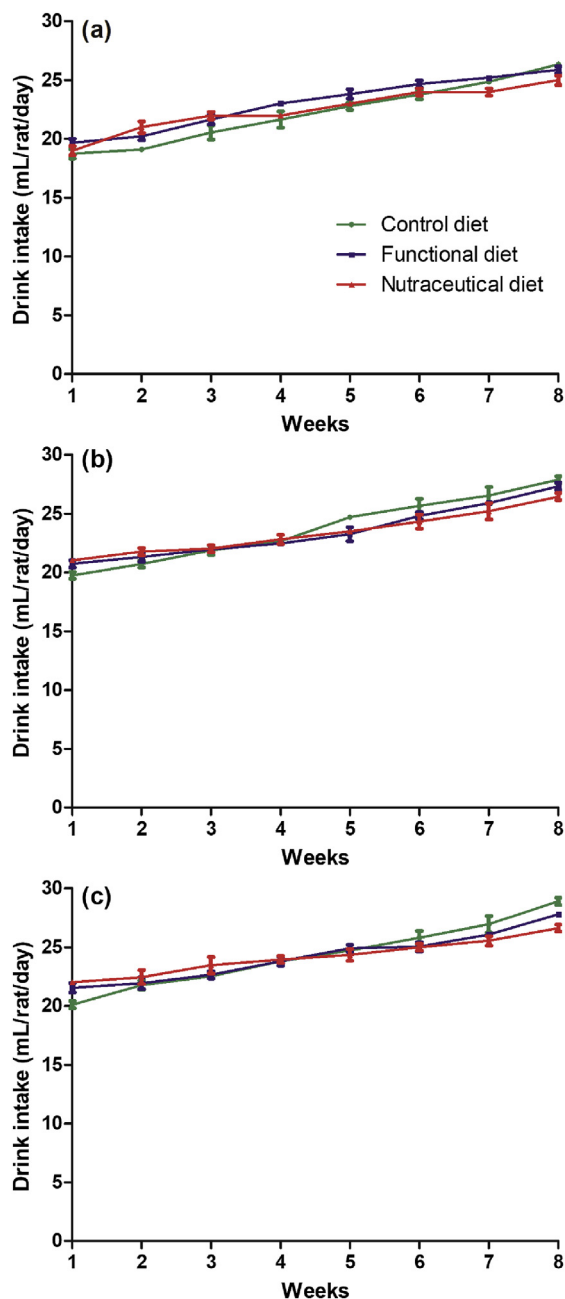 (a)
30
25
20
15
10
5
0
Drink intake (mL/rat/day)
Control diet
Functional diet
Nutraceutical diet
1 2 3 4 5 6 7 8
Weeks
(b)
30
25
20
15
10
5
0
Drink intake (mL/rat/day)
1 2 3 4 5 6 7 8
Weeks
(c)
30
25
20
15
10
5
0
Drink intake (mL/rat/day)
1 2 3 4 5 6 7 8
Weeks